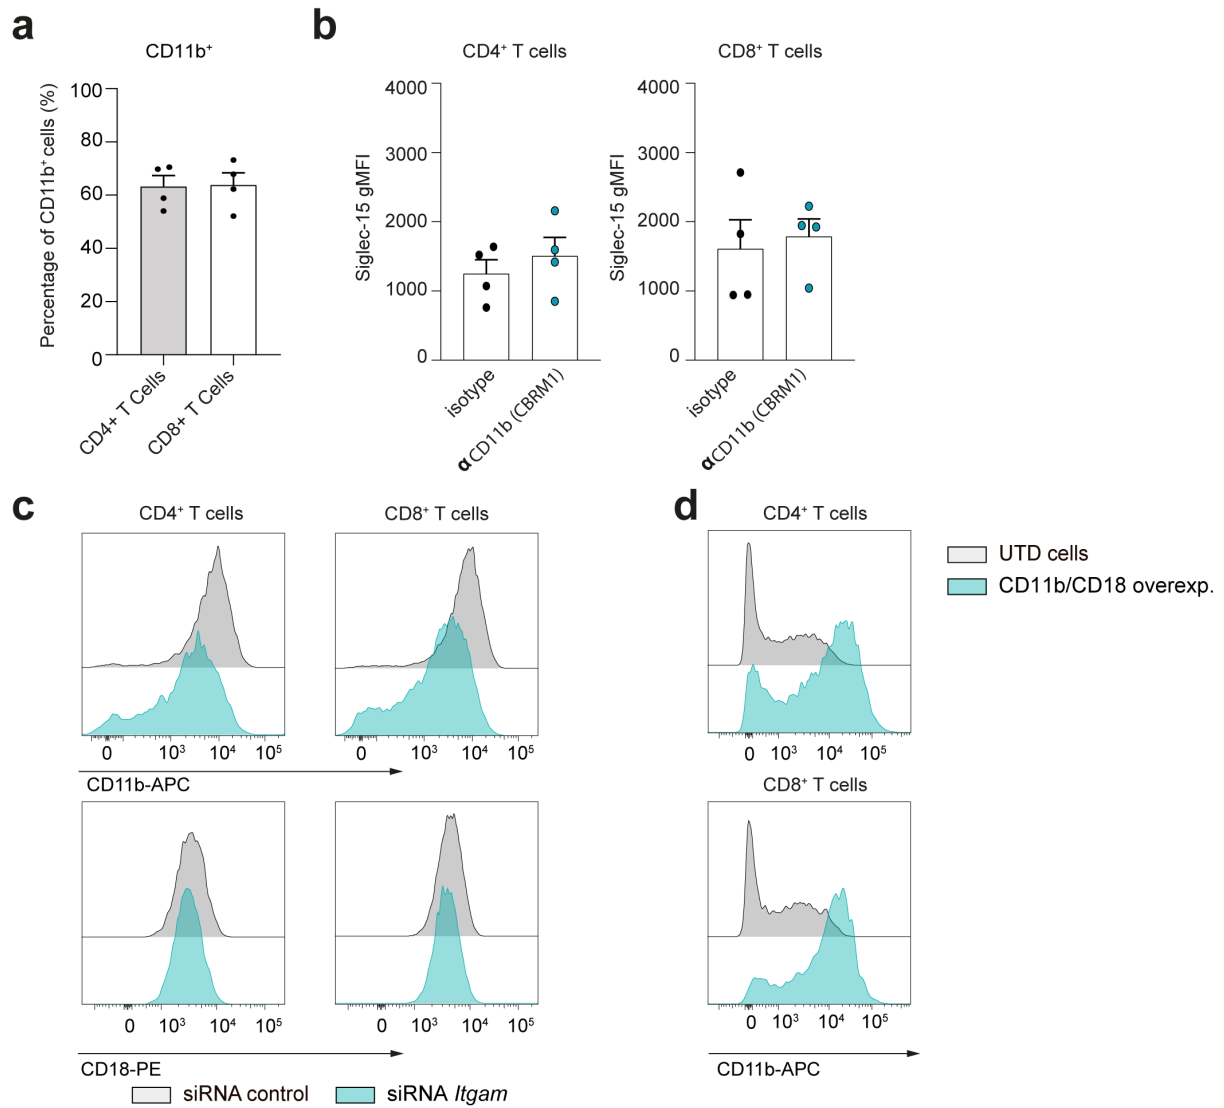 a
CD11b⁺
Percentage of CD11b⁺ cells (%)
100
80
60
40
20
0
CD4+ T Cells
CD8+ T Cells
b
CD4⁺ T cells
Siglec-15 gMFI
4000
3000
2000
1000
0
isotype
αCD11b (CBRM1)
CD8⁺ T cells
Siglec-15 gMFI
4000
3000
2000
1000
0
isotype
αCD11b (CBRM1)
c
CD4⁺ T cells
CD8⁺ T cells
0 10³ 10⁴ 10⁵
0 10³ 10⁴ 10⁵
CD11b-APC
0 10³ 10⁴ 10⁵
0 10³ 10⁴ 10⁵
CD18-PE
siRNA control
siRNA Itgam
d
CD4⁺ T cells
0 10³ 10⁴ 10⁵
CD8⁺ T cells
0 10³ 10⁴ 10⁵
CD11b-APC
UTD cells
CD11b/CD18 overexp.